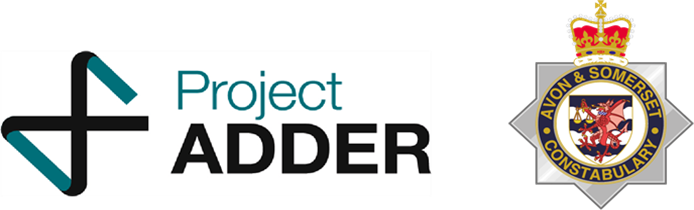 Project
ADDER
AVON & SOMERSET
CONSTABULARY